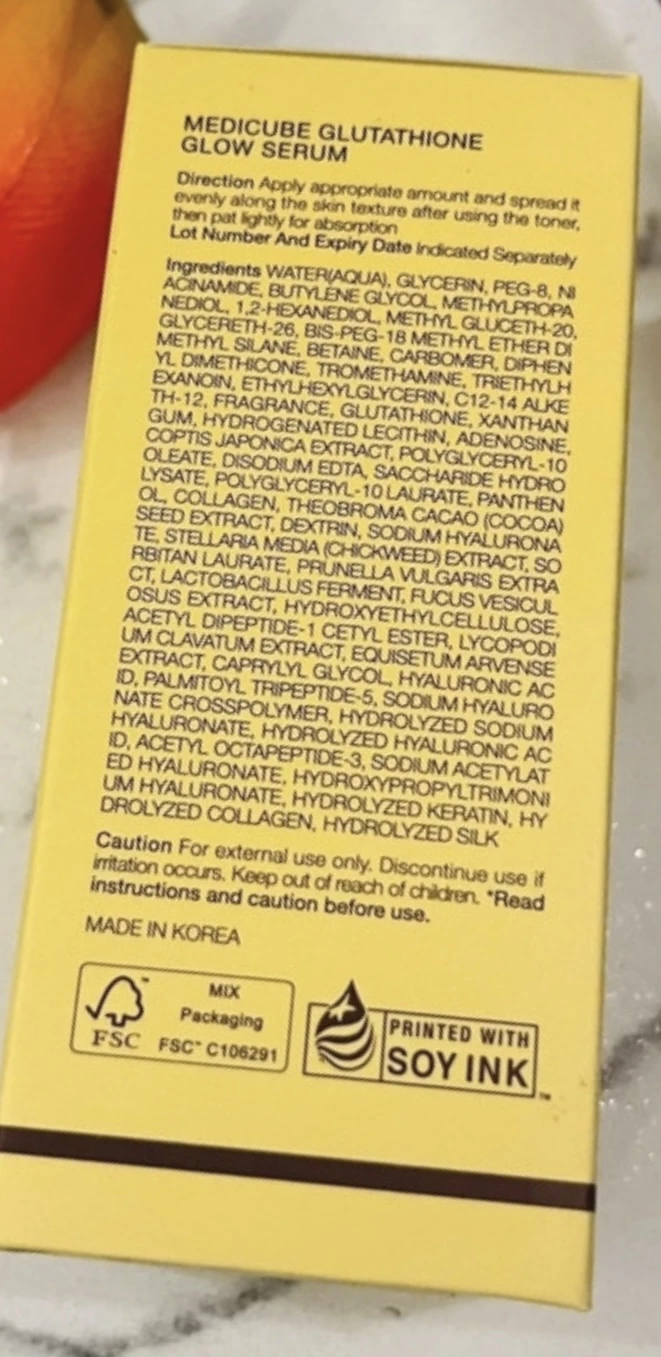 MEDICUBE GLUTATHIONE
GLOW SERUM
Direction Apply appropriate amount and spread it
evenly along the skin texture after using the toner,
then pat lightly for absorption
Lot Number And Expiry Date Indicated Separately
Ingredients WATER(AQUA), GLYCERIN, PEG-8, NI
ACINAMIDE, BUTYLENE GLYCOL, METHYLPROPA
NEDIOL, 1,2-HEXANEDIOL, METHYL GLUCETH-20,
GLYCERETH-26, BIS-PEG-18 METHYL ETHER DI
METHYL SILANE, BETAINE, CARBOMER, DIPHEN
YL DIMETHICONE, TROMETHAMINE, TRIETHYLH
EXANOIN, ETHYLHEXYLGLYCERIN, C12-14 ALKE
TH-12, FRAGRANCE, GLUTATHIONE, XANTHAN
GUM, HYDROGENATED LECITHIN, ADENOSINE,
COPTIS JAPONICA EXTRACT, POLYGLYCERYL-10
OLEATE, DISODIUM EDTA, SACCHARIDE HYDRO
LYSATE, POLYGLYCERYL-10 LAURATE, PANTHEN
OL, COLLAGEN, THEOBROMA CACAO (COCOA)
SEED EXTRACT, DEXTRIN, SODIUM HYALURONA
TE, STELLARIA MEDIA (CHICKWEED) EXTRACT, SO
RBITAN LAURATE, PRUNELLA VULGARIS EXTRA
CT, LACTOBACILLUS FERMENT, FUCUS VESICUL
OSUS EXTRACT, HYDROXYETHYLCELLULOSE,
ACETYL DIPEPTIDE-1 CETYL ESTER, LYCOPODI
UM CLAVATUM EXTRACT, EQUISETUM ARVENSE
EXTRACT, CAPRYLYL GLYCOL, HYALURONIC AC
ID, PALMITOYL TRIPEPTIDE-5, SODIUM HYALURO
NATE CROSSPOLYMER, HYDROLYZED SODIUM
HYALURONATE, HYDROLYZED HYALURONIC AC
ID, ACETYL OCTAPEPTIDE-3, SODIUM ACETYLAT
ED HYALURONATE, HYDROXYPROPYLTRIMONI
UM HYALURONATE, HYDROLYZED KERATIN, HY
DROLYZED COLLAGEN, HYDROLYZED SILK
Caution For external use only. Discontinue use if
irritation occurs. Keep out of reach of children. *Read
instructions and caution before use.
MADE IN KOREA
FSC
MIX
Packaging
FSC™ C106291
PRINTED WITH
SOY INK™